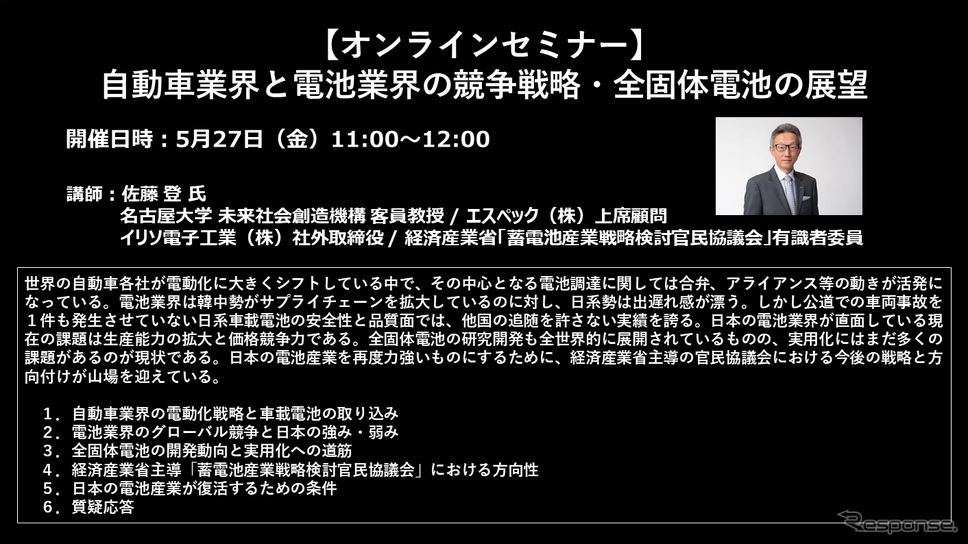 【オンラインセミナー】
自動車業界と電池業界の競争戦略・全固体電池の展望
開催日時：5月27日（金）11:00～12:00
講師：佐藤 登 氏
名古屋大学 未来社会創造機構 客員教授 / エスペック（株）上席顧問
イリソ電子工業（株）社外取締役 / 経済産業省「蓄電池産業戦略検討官民協議会」有識者委員
世界の自動車各社が電動化に大きくシフトしている中で、その中心となる電池調達に関しては合弁、アライアンス等の動きが活発に
なっている。電池業界は韓中勢がサプライチェーンを拡大しているのに対し、日系勢は出遅れ感が漂う。しかし公道での車両事故を
１件も発生させていない日系車載電池の安全性と品質面では、他国の追随を許さない実績を誇る。日本の電池業界が直面している現
在の課題は生産能力の拡大と価格競争力である。全固体電池の研究開発も全世界的に展開されているものの、実用化にはまだ多くの
課題があるのが現状である。日本の電池産業を再度力強いものにするために、経済産業省主導の官民協議会における今後の戦略と方
向付けが山場を迎えている。
１．自動車業界の電動化戦略と車載電池の取り込み
２．電池業界のグローバル競争と日本の強み・弱み
３．全固体電池の開発動向と実用化への道筋
４．経済産業省主導「蓄電池産業戦略検討官民協議会」における方向性
５．日本の電池産業が復活するための条件
６．質疑応答
Response.